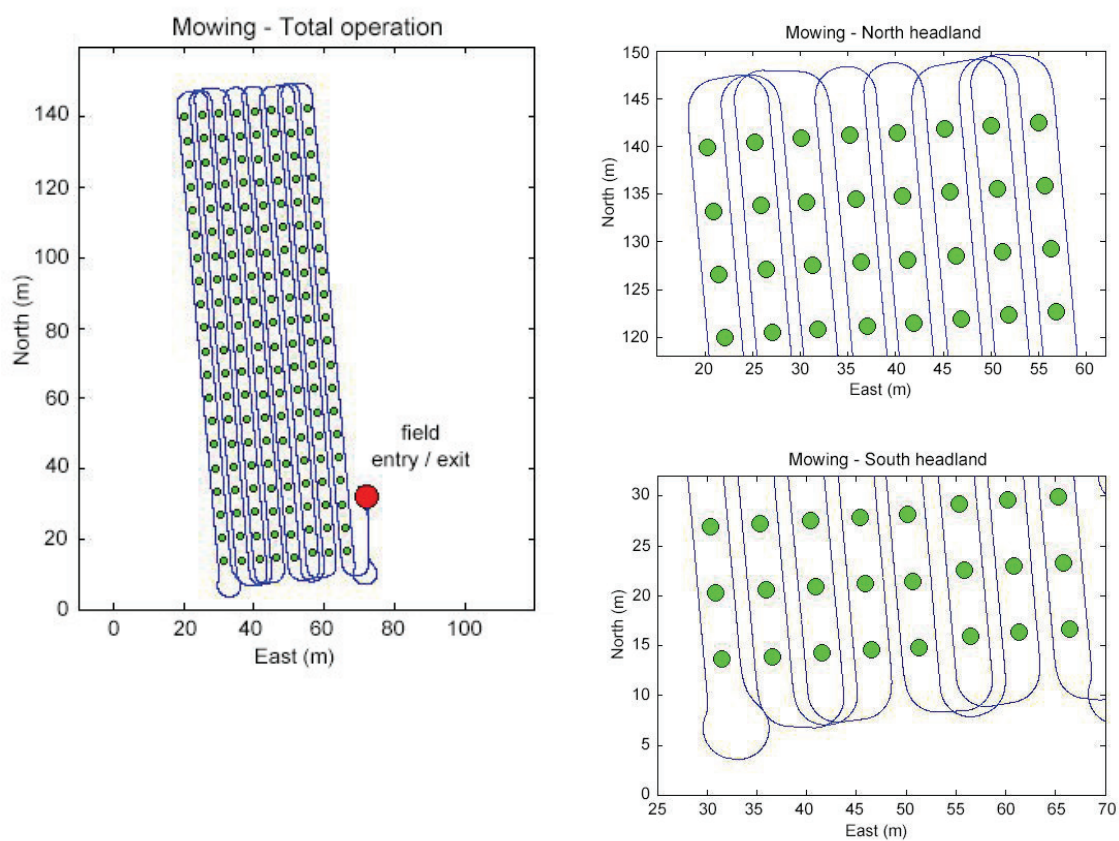 Mowing - Total operation
North (m)
140
120
100
80
60
40
20
0
field
entry / exit
0 20 40 60 80 100
East (m)
Mowing - North headland
North (m)
150
145
140
135
130
125
120
20 25 30 35 40 45 50 55 60
East (m)
Mowing - South headland
North (m)
30
25
20
15
10
5
0
25 30 35 40 45 50 55 60 65 70
East (m)